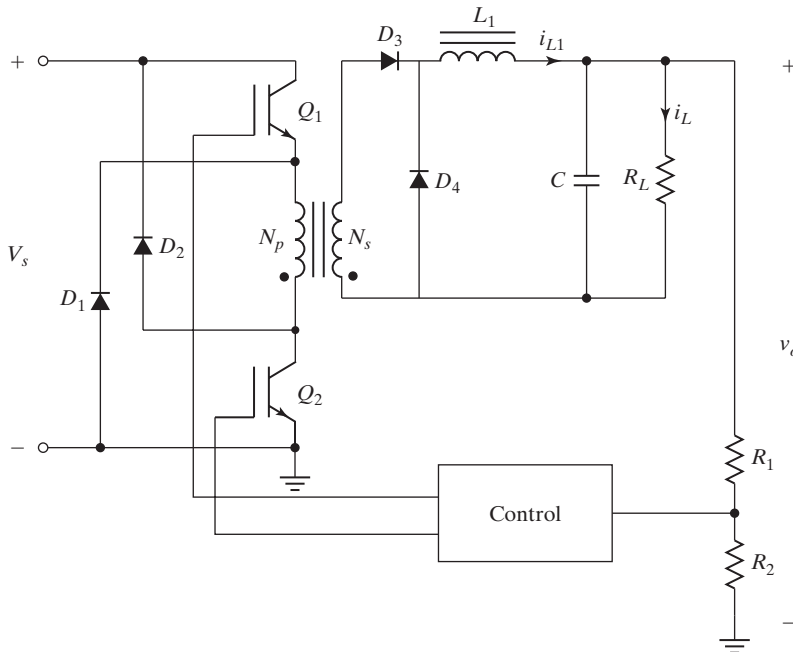 L1
D3
iL1
+
+
Q1
iL
D4
C
RL
Np
Ns
Vs
D2
D1
Q2
−
R1
Control
R2
−